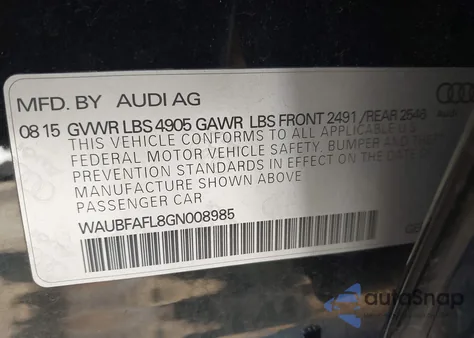 MFD. BY AUDI AG
08 15 GVWR LBS 4905 GAWR LBS FRONT 2491 /REAR 2546
THIS VEHICLE CONFORMS TO ALL APPLICABLE U.S.
FEDERAL MOTOR VEHICLE SAFETY, BUMPER AND THEFT
PREVENTION STANDARDS IN EFFECT ON THE DATE OF
MANUFACTURE SHOWN ABOVE
PASSENGER CAR
WAUBFAFL8GN008985
autoSnap